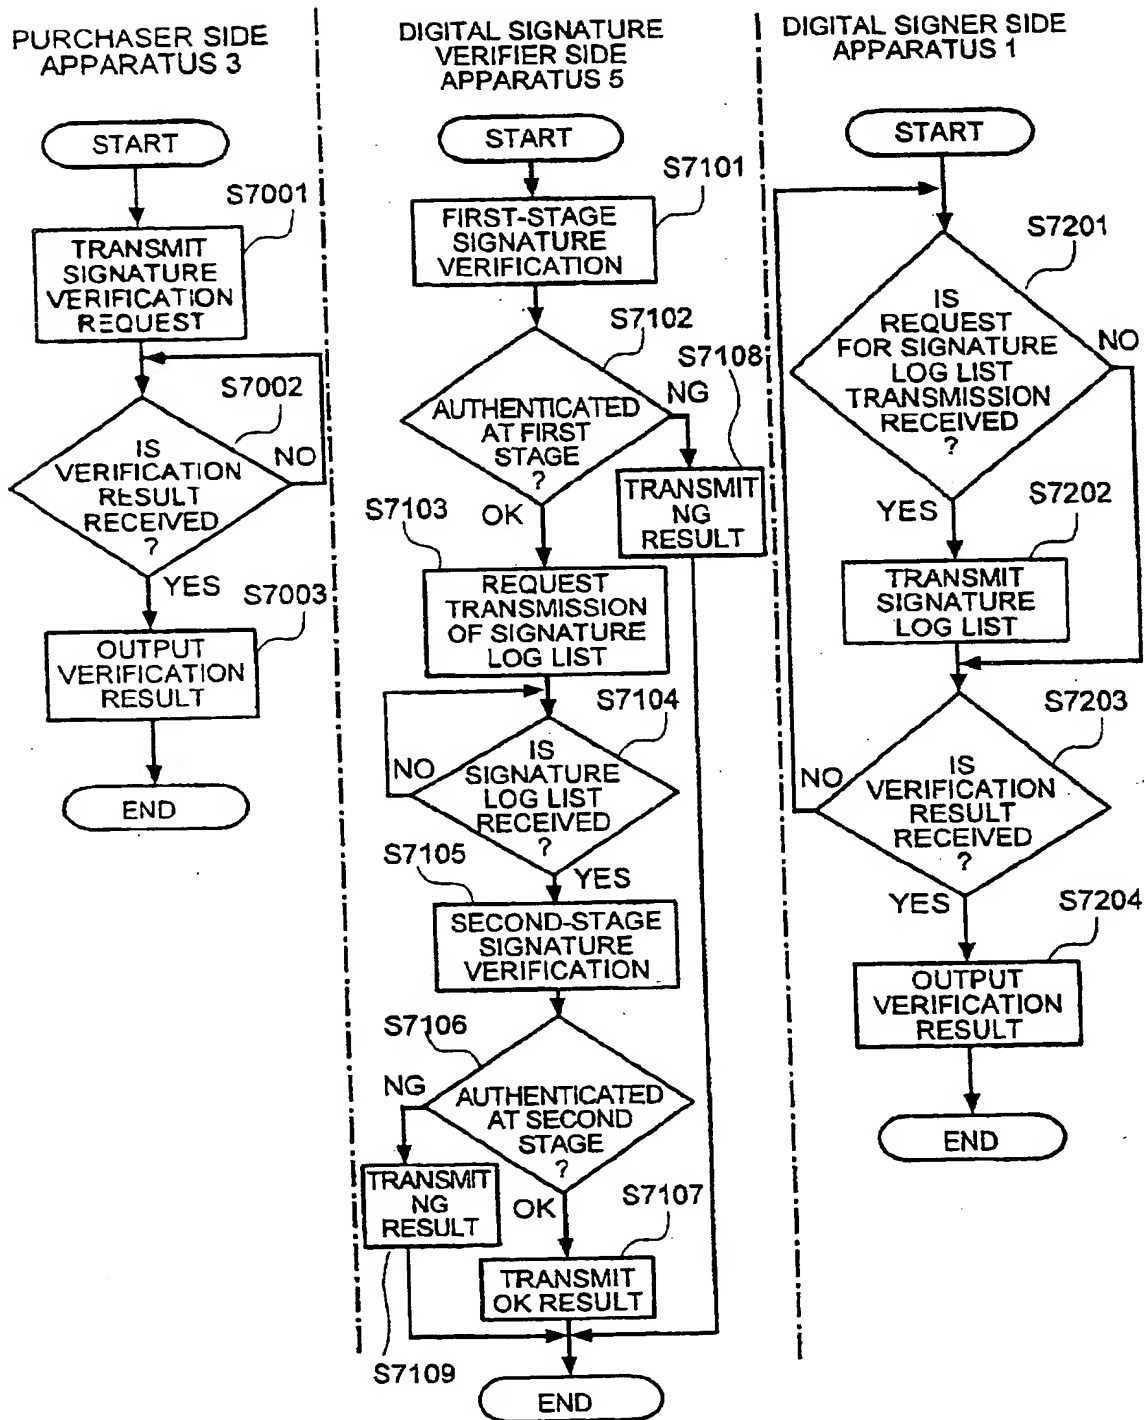 PURCHASER SIDE
APPARATUS 3
START
S7001
TRANSMIT
SIGNATURE
VERIFICATION
REQUEST
S7002
IS
VERIFICATION
RESULT
RECEIVED
?
NO
YES
S7003
OUTPUT
VERIFICATION
RESULT
END
DIGITAL SIGNATURE
VERIFIER SIDE
APPARATUS 5
START
S7101
FIRST-STAGE
SIGNATURE
VERIFICATION
S7102
AUTHENTICATED
AT FIRST
STAGE
?
NG
S7108
TRANSMIT
NG
RESULT
OK
S7103
REQUEST
TRANSMISSION
OF SIGNATURE
LOG LIST
S7104
IS
SIGNATURE
LOG LIST
RECEIVED
?
NO
YES
S7105
SECOND-STAGE
SIGNATURE
VERIFICATION
S7106
AUTHENTICATED
AT SECOND
STAGE
?
NG
TRANSMIT
NG
RESULT
S7109
OK
S7107
TRANSMIT
OK RESULT
END
DIGITAL SIGNER SIDE
APPARATUS 1
START
S7201
IS
REQUEST
FOR SIGNATURE
LOG LIST
TRANSMISSION
RECEIVED
?
NO
YES
S7202
TRANSMIT
SIGNATURE
LOG LIST
S7203
IS
VERIFICATION
RESULT
RECEIVED
?
NO
YES
S7204
OUTPUT
VERIFICATION
RESULT
END